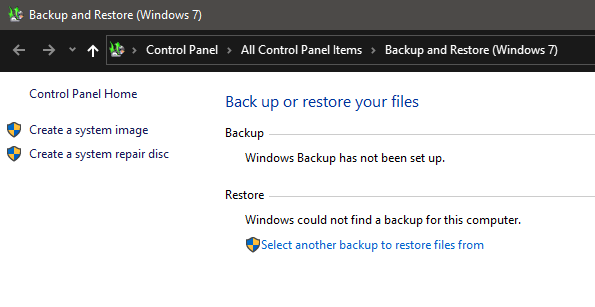 Backup and Restore (Windows 7)
Control Panel > All Control Panel Items > Backup and Restore (Windows 7)
Control Panel Home
Create a system image
Create a system repair disc
Back up or restore your files
Backup
Windows Backup has not been set up.
Restore
Windows could not find a backup for this computer.
Select another backup to restore files from